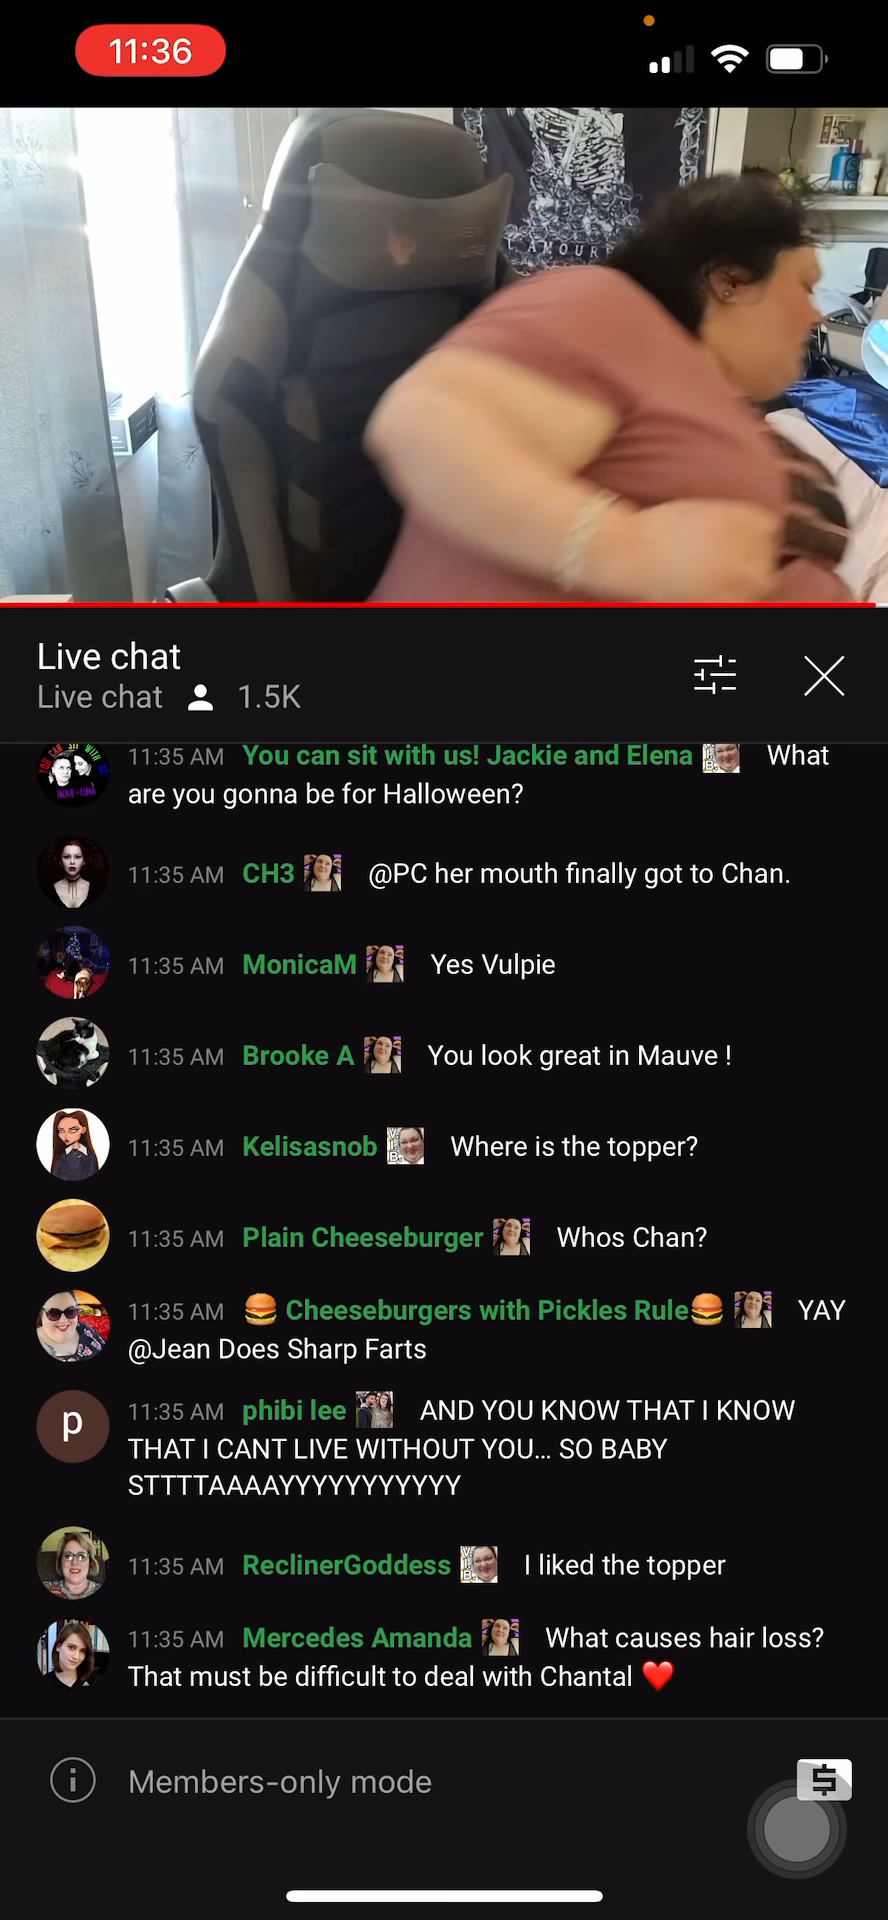 11:36
L'AMOUR
Live chat
Live chat 1.5K
11:35 AM You can sit with us! Jackie and Elena What
are you gonna be for Halloween?
11:35 AM CH3 @PC her mouth finally got to Chan.
11:35 AM MonicaM Yes Vulpie
11:35 AM Brooke A You look great in Mauve !
11:35 AM Kelisasnob Where is the topper?
11:35 AM Plain Cheeseburger Whos Chan?
11:35 AM 🍔 Cheeseburgers with Pickles Rule🍔 YAY
@Jean Does Sharp Farts
p
11:35 AM phibi lee AND YOU KNOW THAT I KNOW
THAT I CANT LIVE WITHOUT YOU... SO BABY
STTTTAAAAYYYYYYYYYYY
11:35 AM ReclinerGoddess I liked the topper
11:35 AM Mercedes Amanda What causes hair loss?
That must be difficult to deal with Chantal ❤️
Members-only mode
$